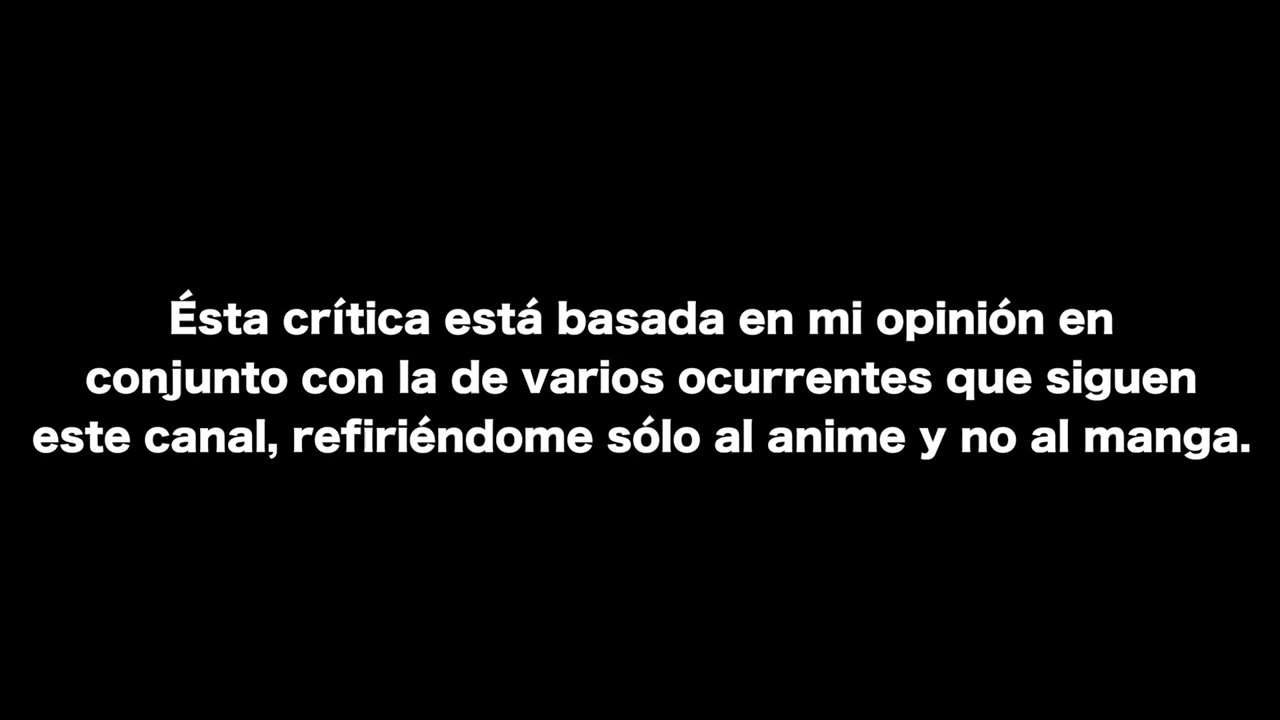 Ésta crítica está basada en mi opinión en
conjunto con la de varios ocurrentes que siguen
este canal, refiriéndome sólo al anime y no al manga.